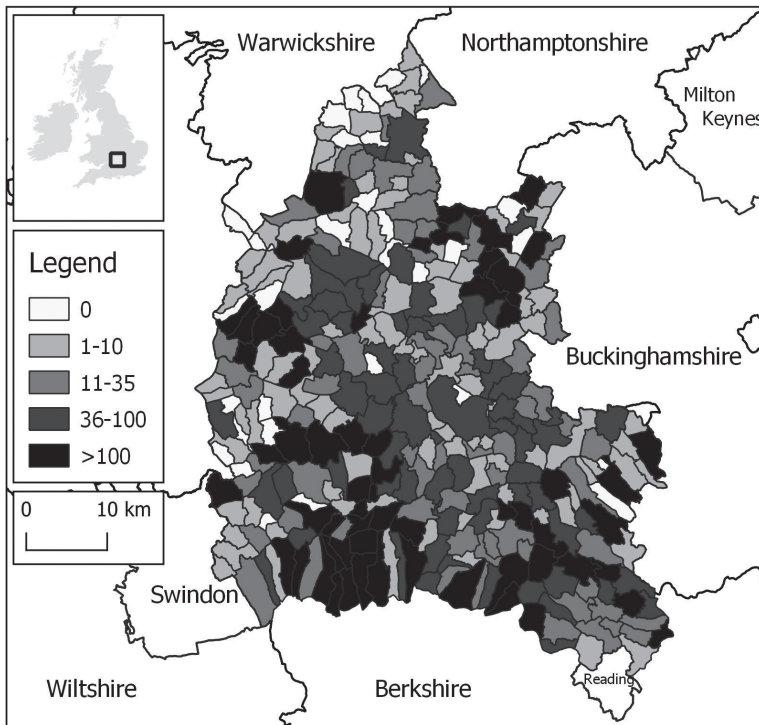 Warwickshire
Northamptonshire
Milton
Keynes
Legend
0
1-10
11-35
36-100
>100
Buckinghamshire
0 10 km
Swindon
Wiltshire
Berkshire
Reading